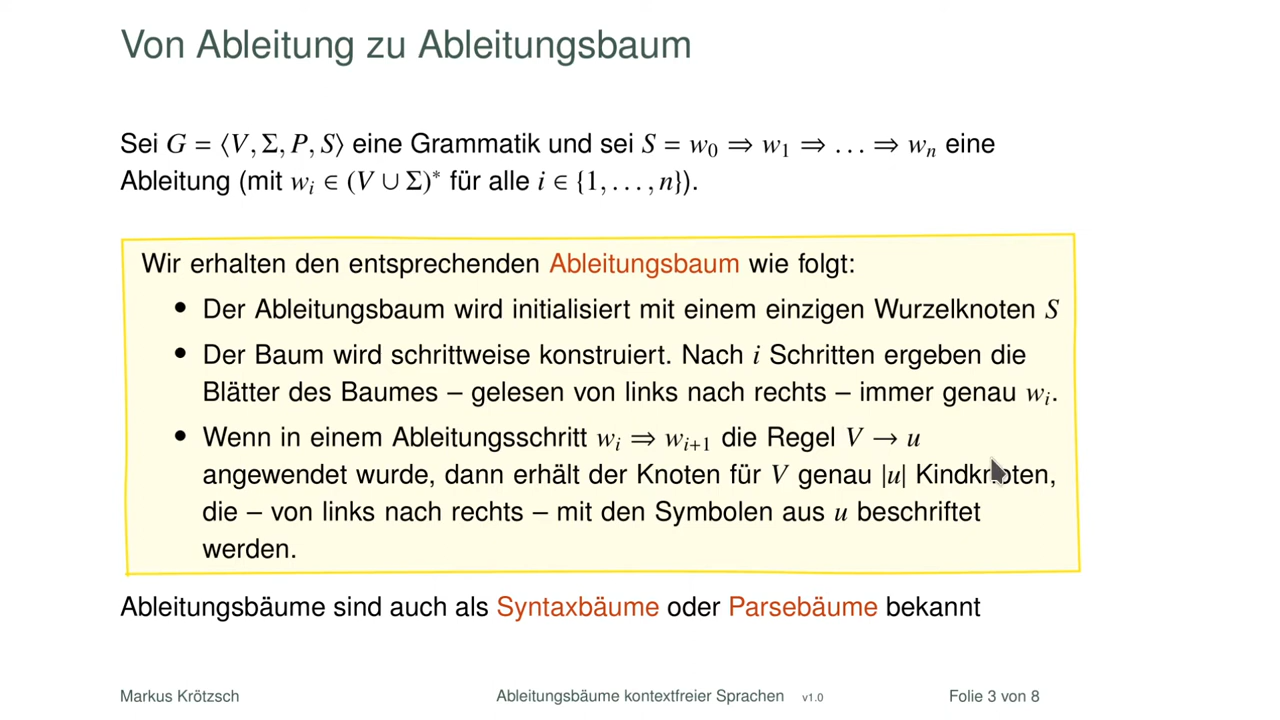 Von Ableitung zu Ableitungsbaum
Sei G = ⟨V, Σ, P, S⟩ eine Grammatik und sei S = w₀ ⇒ w₁ ⇒ … ⇒ wₙ eine
Ableitung (mit wᵢ ∈ (V ∪ Σ)* für alle i ∈ {1, …, n}).
Wir erhalten den entsprechenden Ableitungsbaum wie folgt:
• Der Ableitungsbaum wird initialisiert mit einem einzigen Wurzelknoten S
• Der Baum wird schrittweise konstruiert. Nach i Schritten ergeben die
Blätter des Baumes – gelesen von links nach rechts – immer genau wᵢ.
• Wenn in einem Ableitungsschritt wᵢ ⇒ wᵢ₊₁ die Regel V → u
angewendet wurde, dann erhält der Knoten für V genau |u| Kindknoten,
die – von links nach rechts – mit den Symbolen aus u beschriftet
werden.
Ableitungsbäume sind auch als Syntaxbäume oder Parsebäume bekannt
Markus Krötzsch Ableitungsbäume kontextfreier Sprachen v1.0 Folie 3 von 8